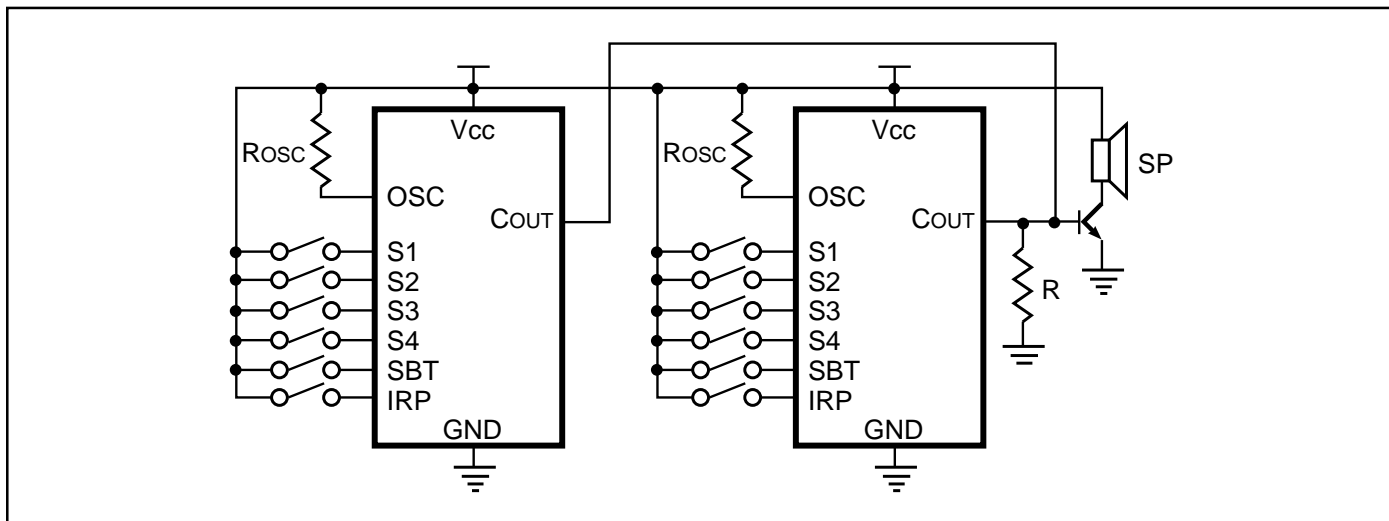 Vcc
ROSC
OSC
COUT
S1
S2
S3
S4
SBT
IRP
GND
Vcc
ROSC
OSC
COUT
S1
S2
S3
S4
SBT
IRP
GND
SP
R